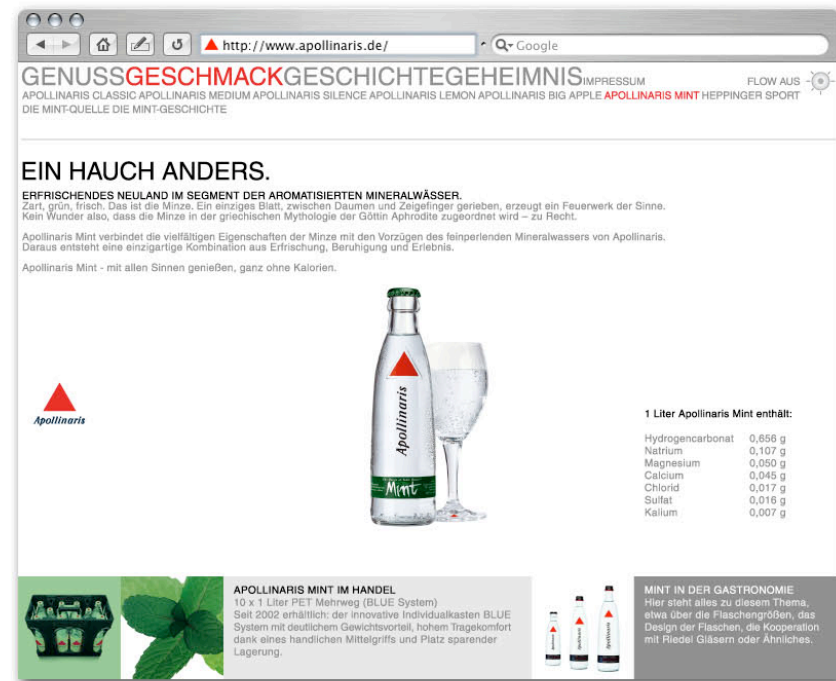 http://www.apollinaris.de/
Google
GENUSSGESCHMACKGESCHICHTEGEHEIMNISIMPRESSUM
FLOW AUS
APOLLINARIS CLASSIC APOLLINARIS MEDIUM APOLLINARIS SILENCE APOLLINARIS LEMON APOLLINARIS BIG APPLE APOLLINARIS MINT HEPPINGER SPORT
DIE MINT-QUELLE DIE MINT-GESCHICHTE
EIN HAUCH ANDERS.
ERFRISCHENDES NEULAND IM SEGMENT DER AROMATISIERTEN MINERALWÄSSER.
Zart, grün, frisch. Das ist die Minze. Ein einziges Blatt, zwischen Daumen und Zeigefinger gerieben, erzeugt ein Feuerwerk der Sinne.
Kein Wunder also, dass die Minze in der griechischen Mythologie der Göttin Aphrodite zugeordnet wird – zu Recht.
Apollinaris Mint verbindet die vielfältigen Eigenschaften der Minze mit den Vorzügen des feinperlenden Mineralwassers von Apollinaris.
Daraus entsteht eine einzigartige Kombination aus Erfrischung, Beruhigung und Erlebnis.
Apollinaris Mint - mit allen Sinnen genießen, ganz ohne Kalorien.
Apollinaris
Apollinaris
Mint
1 Liter Apollinaris Mint enthält:
Hydrogencarbonat 0,656 g
Natrium 0,107 g
Magnesium 0,050 g
Calcium 0,045 g
Chlorid 0,017 g
Sulfat 0,016 g
Kalium 0,007 g
APOLLINARIS MINT IM HANDEL
10 x 1 Liter PET Mehrweg (BLUE System)
Seit 2002 erhältlich: der innovative Individualkasten BLUE
System mit deutlichem Gewichtsvorteil, hohem Tragekomfort
dank eines handlichen Mittelgriffs und Platz sparender
Lagerung.
Apollinaris
Apollinaris
MINT IN DER GASTRONOMIE
Hier steht alles zu diesem Thema,
etwa über die Flaschengrößen, das
Design der Flaschen, die Kooperation
mit Riedel Gläsern oder Ähnliches.